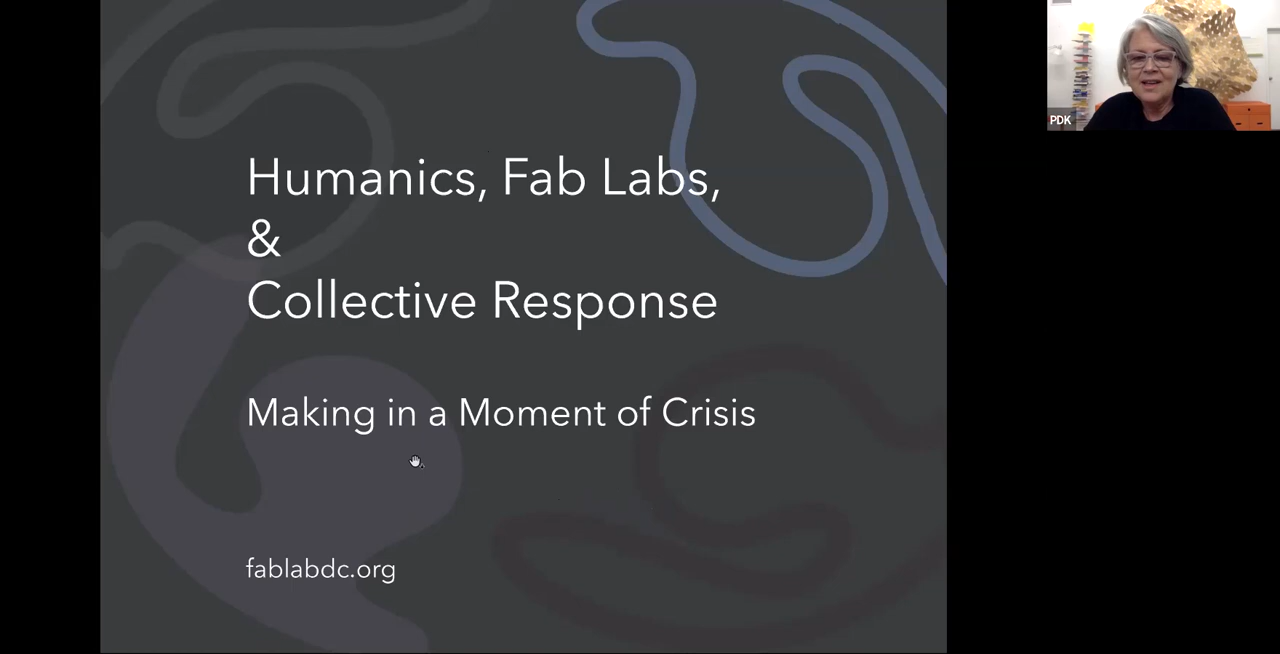 Humanics, Fab Labs,
&
Collective Response
Making in a Moment of Crisis
fablabdc.org
PDK